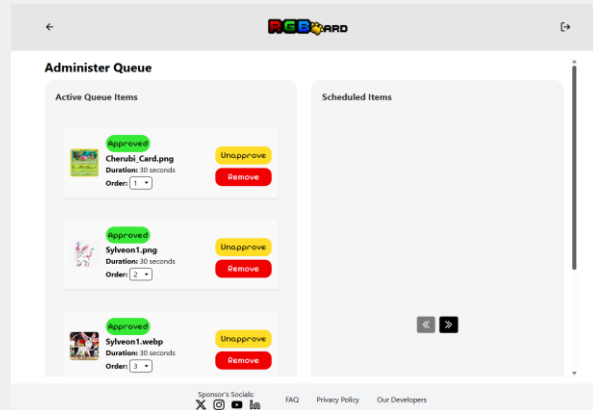 RGBoard
Administer Queue
Active Queue Items
Approved
Cherubi_Card.png
Duration: 30 seconds
Order: 1
Unapprove
Remove
Approved
Sylveon1.png
Duration: 30 seconds
Order: 2
Unapprove
Remove
Approved
Sylveon1.webp
Duration: 30 seconds
Order: 3
Unapprove
Remove
Scheduled Items
Sponsor's Socials:
FAQ
Privacy Policy
Our Developers